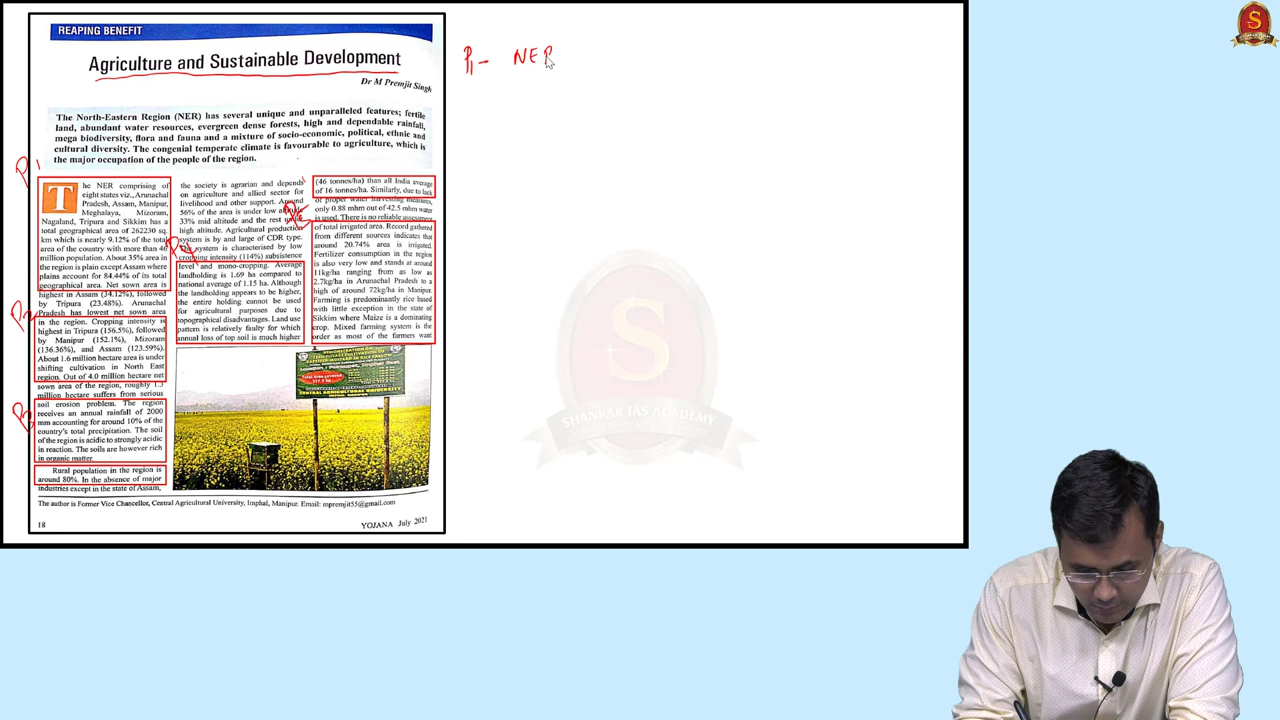 REAPING BENEFIT
Agriculture and Sustainable Development
Dr M Premjit Singh
The North-Eastern Region (NER) has several unique and unparalleled features; fertile
land, abundant water resources, evergreen dense forests, high and dependable rainfall,
mega biodiversity, flora and fauna and a mixture of socio-economic, political, ethnic and
cultural diversity. The congenial temperate climate is favourable to agriculture, which is
the major occupation of the people of the region.
P1
The NER comprising of
eight states viz., Arunachal
Pradesh, Assam, Manipur,
Meghalaya, Mizoram,
Nagaland, Tripura and Sikkim has a
total geographical area of 262230 sq.
km which is nearly 9.12% of the total
area of the country with more than 46
million population. About 35% area in
the region is plain except Assam where
plains account for 84.44% of its total
geographical area. Net sown area is
highest in Assam (34.12%), followed
by Tripura (23.48%). Arunachal
Pradesh has lowest net sown area
P2
in the region. Cropping intensity is
highest in Tripura (156.5%), followed
by Manipur (152.1%), Mizoram
(136.36%), and Assam (123.59%).
About 1.6 million hectare area is under
shifting cultivation in North East
region. Out of 4.0 million hectare net
sown area of the region, roughly 1.3
million hectare suffers from serious
P3
soil erosion problem. The region
receives an annual rainfall of 2000
mm accounting for around 10% of the
country's total precipitation. The soil
of the region is acidic to strongly acidic
in reaction. The soils are however rich
in organic matter.
Rural population in the region is
around 80%. In the absence of major
industries except in the state of Assam,
the society is agrarian and depends
on agriculture and allied sector for
livelihood and other support. Around
56% of the area is under low altitude
33% mid altitude and the rest under
high altitude. Agricultural production
system is by and large of CDR type.
P4
The system is characterised by low
cropping intensity (114%) subsistence
level and mono-cropping. Average
landholding is 1.69 ha compared to
national average of 1.15 ha. Although
the landholding appears to be higher,
the entire holding cannot be used
for agricultural purposes due to
topographical disadvantages. Land use
pattern is relatively faulty for which
annual loss of top soil is much higher
(46 tonnes/ha) than all India average
of 16 tonnes/ha. Similarly, due to lack
of proper water harvesting measures,
only 0.88 mhm out of 42.5 mhm water
is used. There is no reliable assessment
of total irrigated area. Record gathered
from different sources indicates that
around 20.74% area is irrigated.
Fertilizer consumption in the region
is also very low and stands at around
11kg/ha ranging from as low as
2.7kg/ha in Arunachal Pradesh to a
high of around 72kg/ha in Manipur.
Farming is predominantly rice based
with little exception in the state of
Sikkim where Maize is a dominating
crop. Mixed farming system is the
order as most of the farmers want
CENTRAL AGRICULTURAL UNIVERSITY
The author is Former Vice Chancellor, Central Agricultural University, Imphal, Manipur. Email: mpremjit55@gmail.com
18
YOJANA July 2021
P1 - NER
S
SHANKAR IAS ACADEMY
S